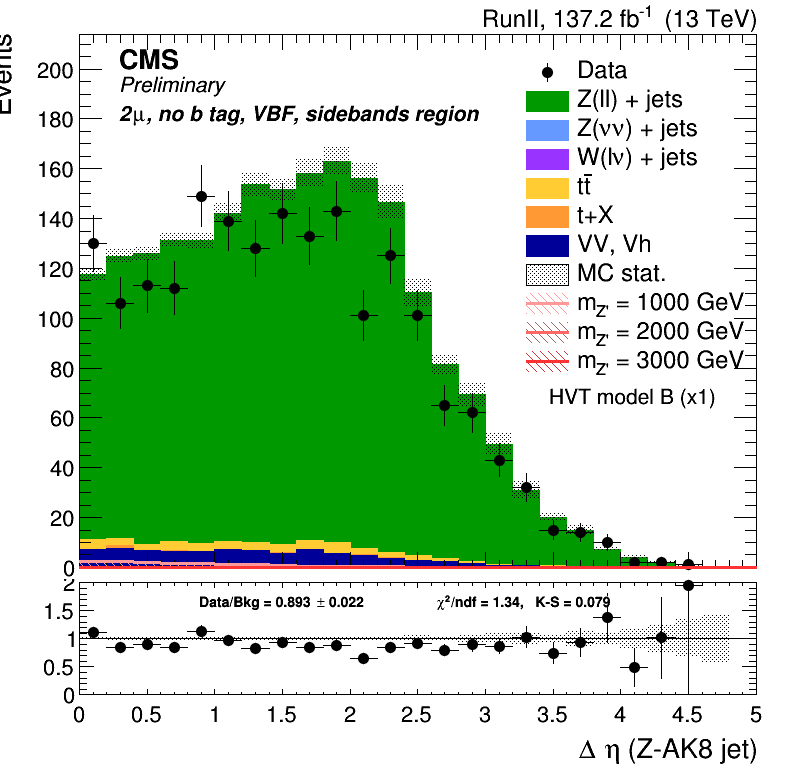 RunII, 137.2 fb⁻¹ (13 TeV)
Events
CMS
Preliminary
2μ, no b tag, VBF, sidebands region
Data
Z(ll) + jets
Z(νν) + jets
W(lν) + jets
tt̄
t+X
VV, Vh
MC stat.
m_Z' = 1000 GeV
m_Z' = 2000 GeV
m_Z' = 3000 GeV
HVT model B (x1)
200
180
160
140
120
100
80
60
40
20
0
Data/Bkg = 0.893 ± 0.022 χ²/ndf = 1.34, K-S = 0.079
2
1.5
1
0.5
0
0 0.5 1 1.5 2 2.5 3 3.5 4 4.5 5
Δ η (Z-AK8 jet)